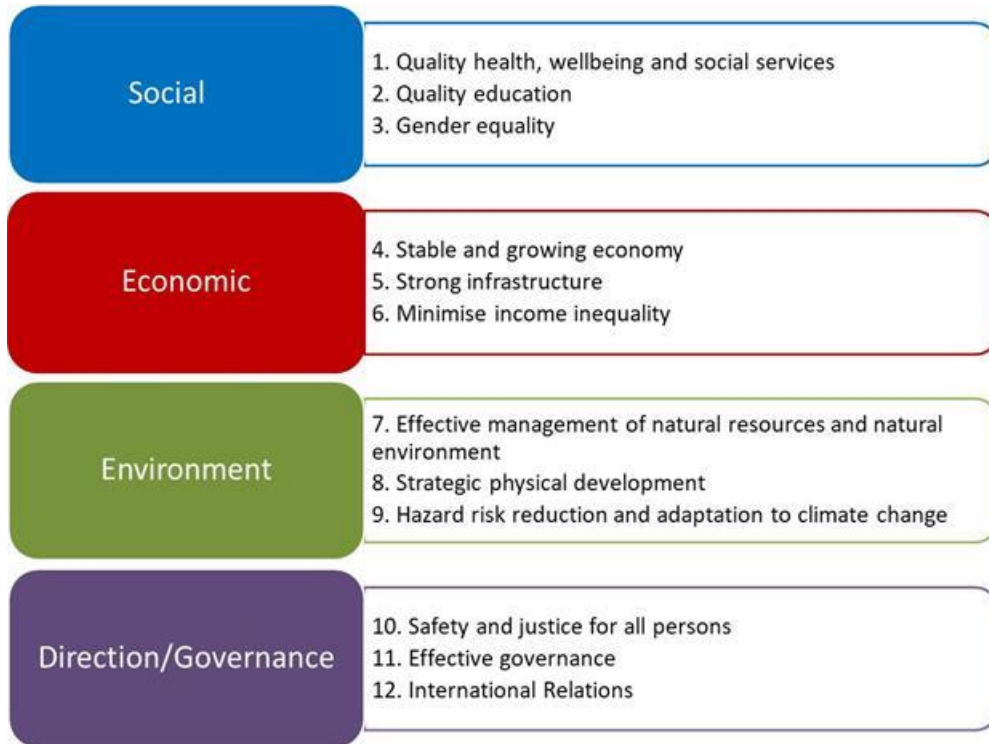 Social
1. Quality health, wellbeing and social services
2. Quality education
3. Gender equality
Economic
4. Stable and growing economy
5. Strong infrastructure
6. Minimise income inequality
Environment
7. Effective management of natural resources and natural
environment
8. Strategic physical development
9. Hazard risk reduction and adaptation to climate change
Direction/Governance
10. Safety and justice for all persons
11. Effective governance
12. International Relations